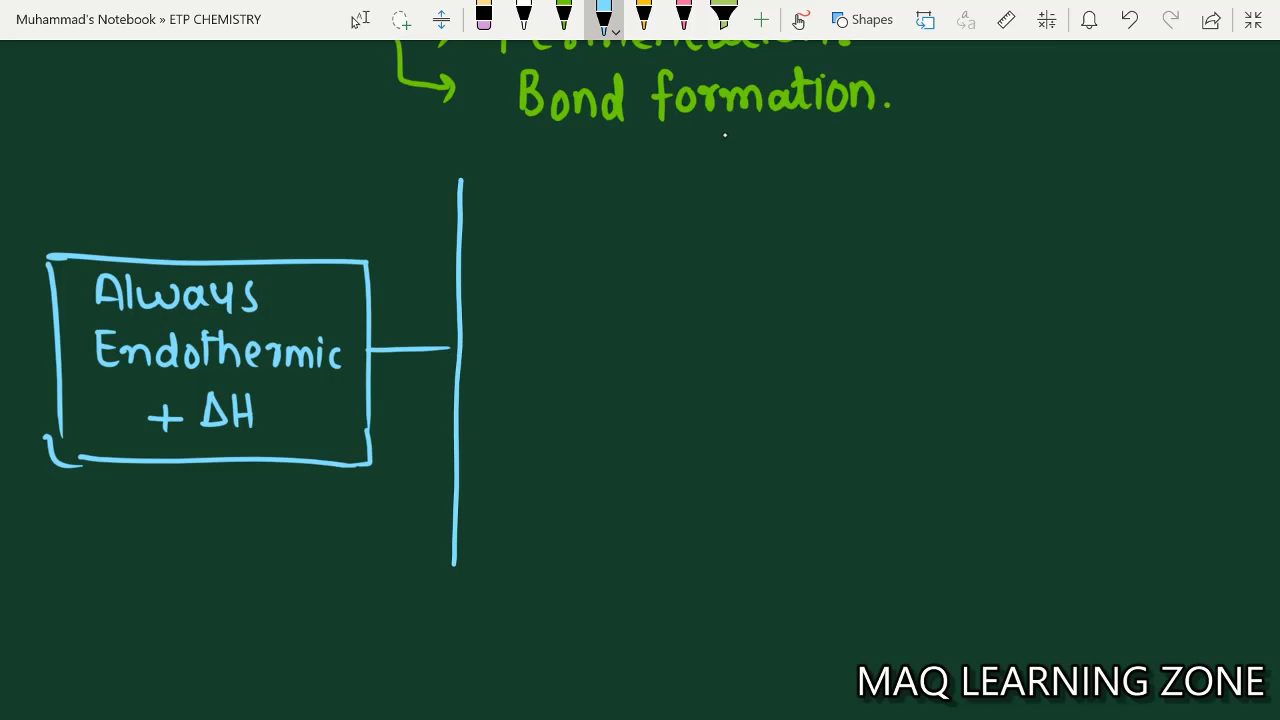 Muhammad's Notebook » ETP CHEMISTRY
Shapes
Bond formation.
Always
Endothermic
+ ΔH
MAQ LEARNING ZONE